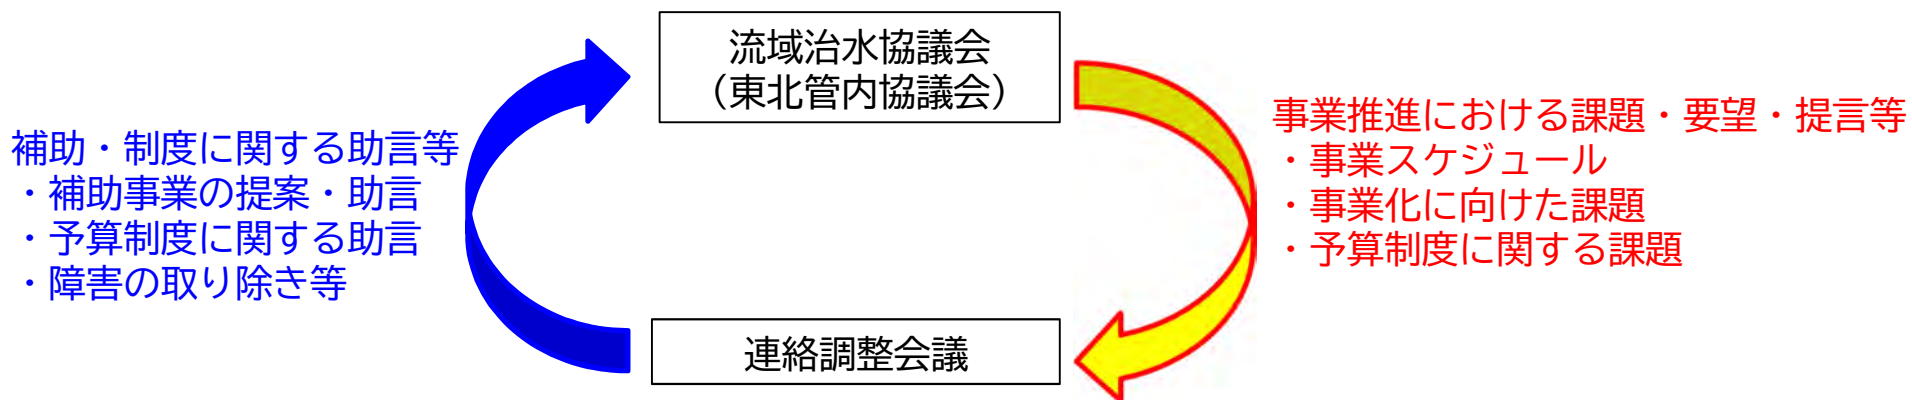 流域治水協議会
（東北管内協議会）
補助・制度に関する助言等
・補助事業の提案・助言
・予算制度に関する助言
・障害の取り除き等
事業推進における課題・要望・提言等
・事業スケジュール
・事業化に向けた課題
・予算制度に関する課題
連絡調整会議